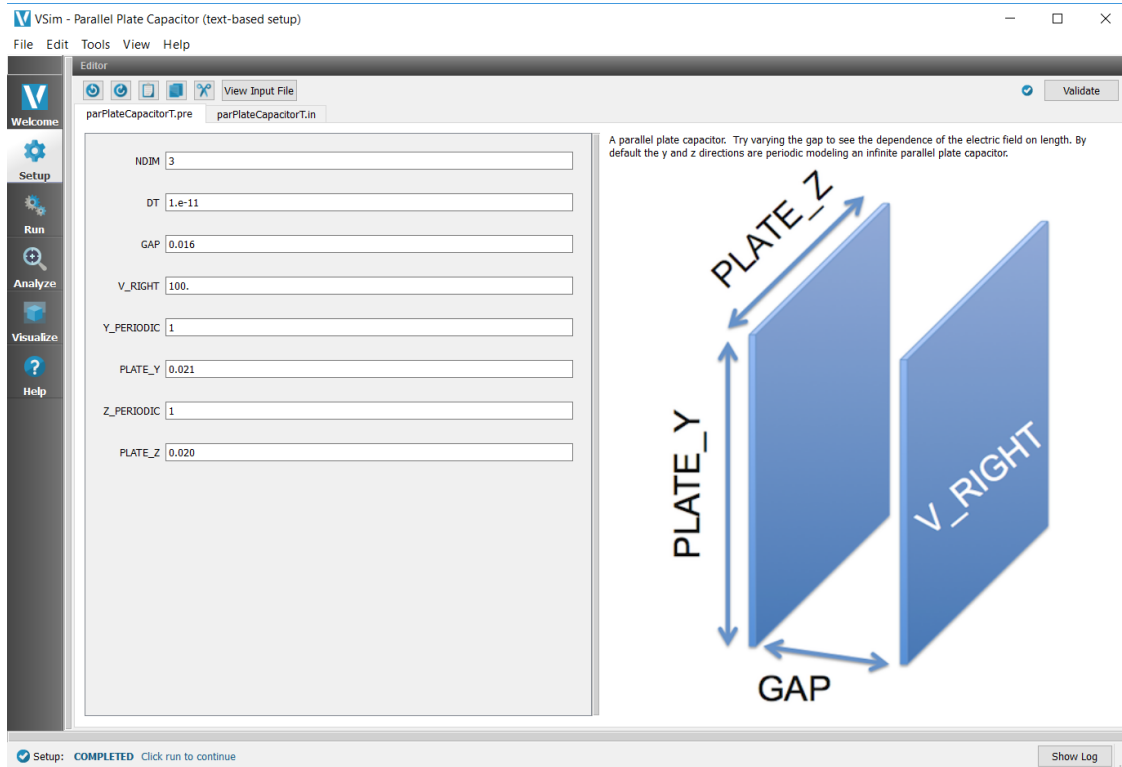 VSim - Parallel Plate Capacitor (text-based setup)
File Edit Tools View Help
Editor
View Input File
Validate
parPlateCapacitorT.pre
parPlateCapacitorT.in
Welcome
Setup
Run
Analyze
Visualize
Help
NDIM 3
DT 1.e-11
GAP 0.016
V_RIGHT 100.
Y_PERIODIC 1
PLATE_Y 0.021
Z_PERIODIC 1
PLATE_Z 0.020
A parallel plate capacitor. Try varying the gap to see the dependence of the electric field on length. By
default the y and z directions are periodic modeling an infinite parallel plate capacitor.
PLATE_Z
PLATE_Y
V_RIGHT
GAP
Setup: COMPLETED Click run to continue
Show Log